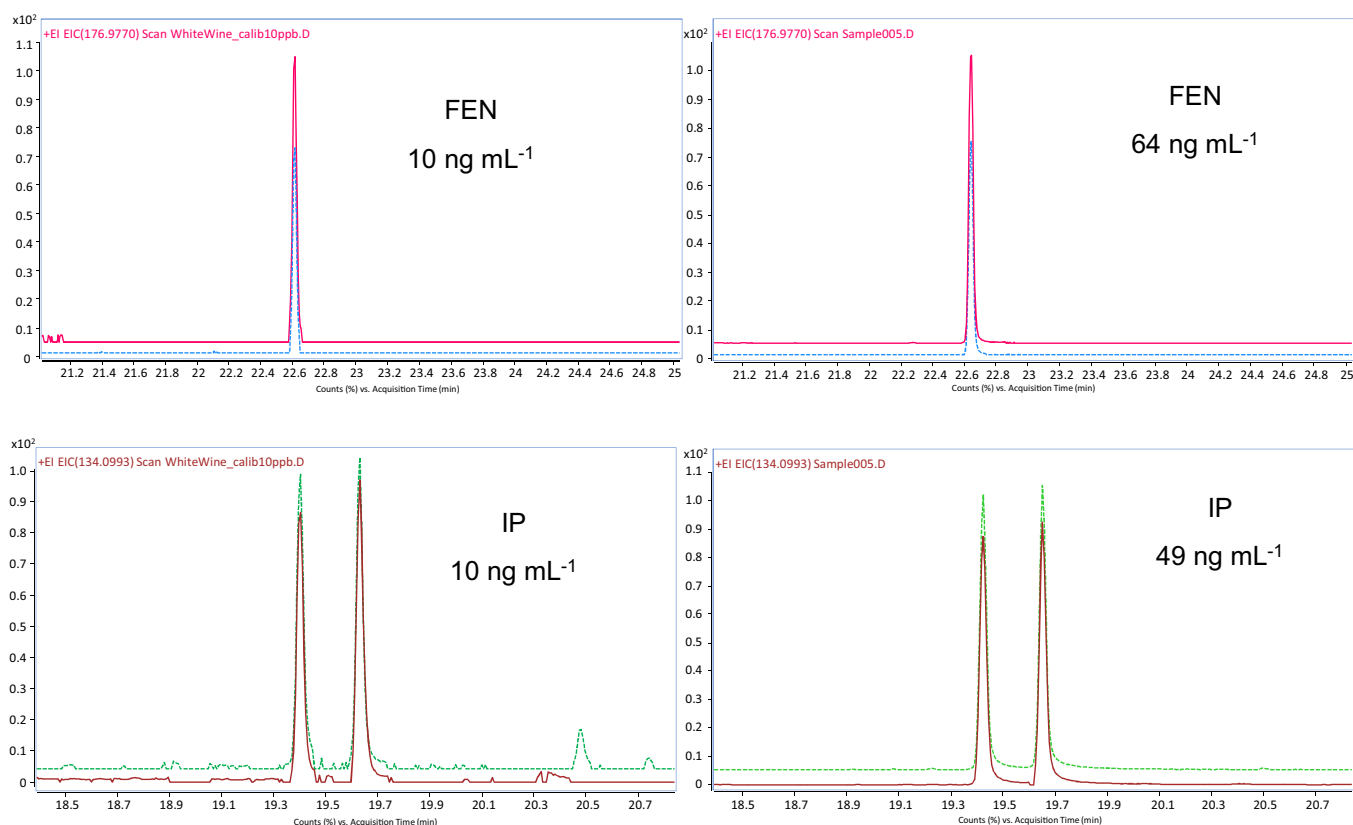 x10²
+EI EIC(176.9770) Scan WhiteWine_calib10ppb.D
1.1
1.0
0.9
0.8
0.7
0.6
0.5
0.4
0.3
0.2
0.1
0
FEN
10 ng mL⁻¹
21.2 21.4 21.6 21.8 22 22.2 22.4 22.6 22.8 23 23.2 23.4 23.6 23.8 24 24.2 24.4 24.6 24.8 25
Counts (%) vs. Acquisition Time (min)
x10²
+EI EIC(176.9770) Scan Sample005.D
1.0
0.9
0.8
0.7
0.6
0.5
0.4
0.3
0.2
0.1
0
FEN
64 ng mL⁻¹
21.2 21.4 21.6 21.8 22 22.2 22.4 22.6 22.8 23 23.2 23.4 23.6 23.8 24 24.2 24.4 24.6 24.8 25
Counts (%) vs. Acquisition Time (min)
x10²
+EI EIC(134.0993) Scan WhiteWine_calib10ppb.D
1.0
0.9
0.8
0.7
0.6
0.5
0.4
0.3
0.2
0.1
0
IP
10 ng mL⁻¹
18.5 18.7 18.9 19.1 19.3 19.5 19.7 19.9 20.1 20.3 20.5 20.7
Counts (%) vs. Acquisition Time (min)
x10²
+EI EIC(134.0993) Sample005.D
1.1
1.0
0.9
0.8
0.7
0.6
0.5
0.4
0.3
0.2
0.1
0
IP
49 ng mL⁻¹
18.5 18.7 18.9 19.1 19.3 19.5 19.7 19.9 20.1 20.3 20.5 20.7
Counts (%) vs. Acquisition Time (min)